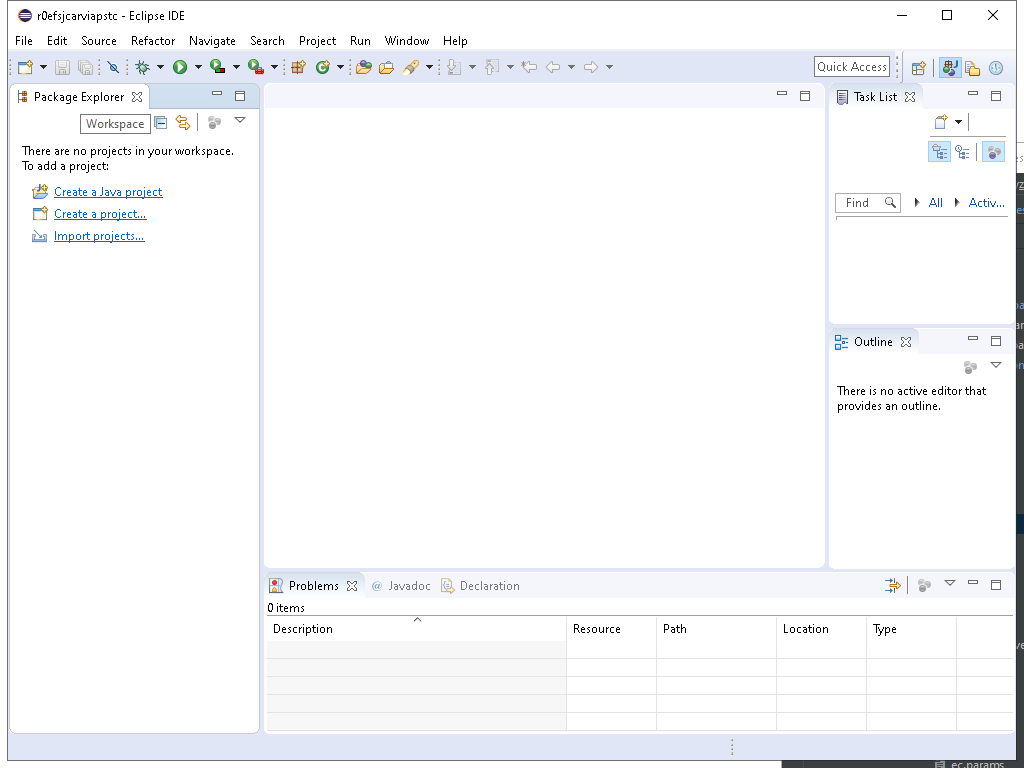 r0efsjcarviapstc - Eclipse IDE
File Edit Source Refactor Navigate Search Project Run Window Help
Quick Access
Package Explorer
Workspace
There are no projects in your workspace.
To add a project:
Create a Java project
Create a project...
Import projects...
Task List
Find All Activ...
Outline
There is no active editor that
provides an outline.
Problems @ Javadoc Declaration
0 items
Description Resource Path Location Type
ec.params